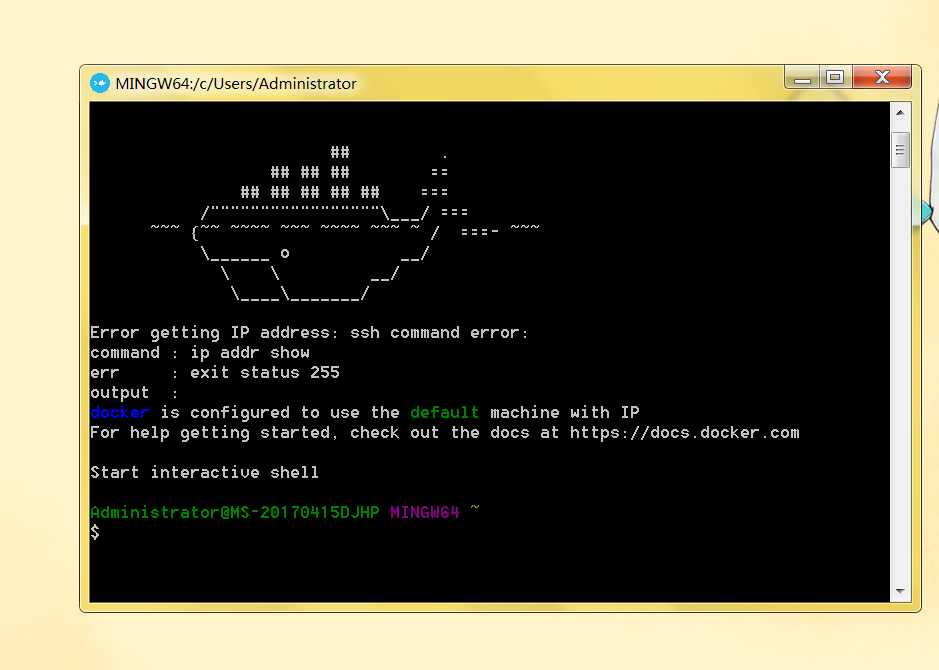 MINGW64:/c/Users/Administrator
                        ##         .
                  ## ## ##        ==
               ## ## ## ## ##    ===
           /"""""""""""""""""\___/ ===
      ~~~ {~~ ~~~~ ~~~ ~~~~ ~~~ ~ /  ===- ~~~
           \______ o           __/
             \    \         __/
              \____\_______/
Error getting IP address: ssh command error:
command : ip addr show
err     : exit status 255
output  :
docker is configured to use the default machine with IP
For help getting started, check out the docs at https://docs.docker.com
Start interactive shell
Administrator@MS-20170415DJHP MINGW64 ~
$